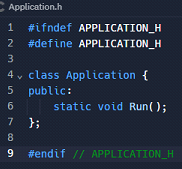 Application.h
1 #ifndef APPLICATION_H
2 #define APPLICATION_H
3
4 class Application {
5 public:
6     static void Run();
7 };
8
9 #endif // APPLICATION_H